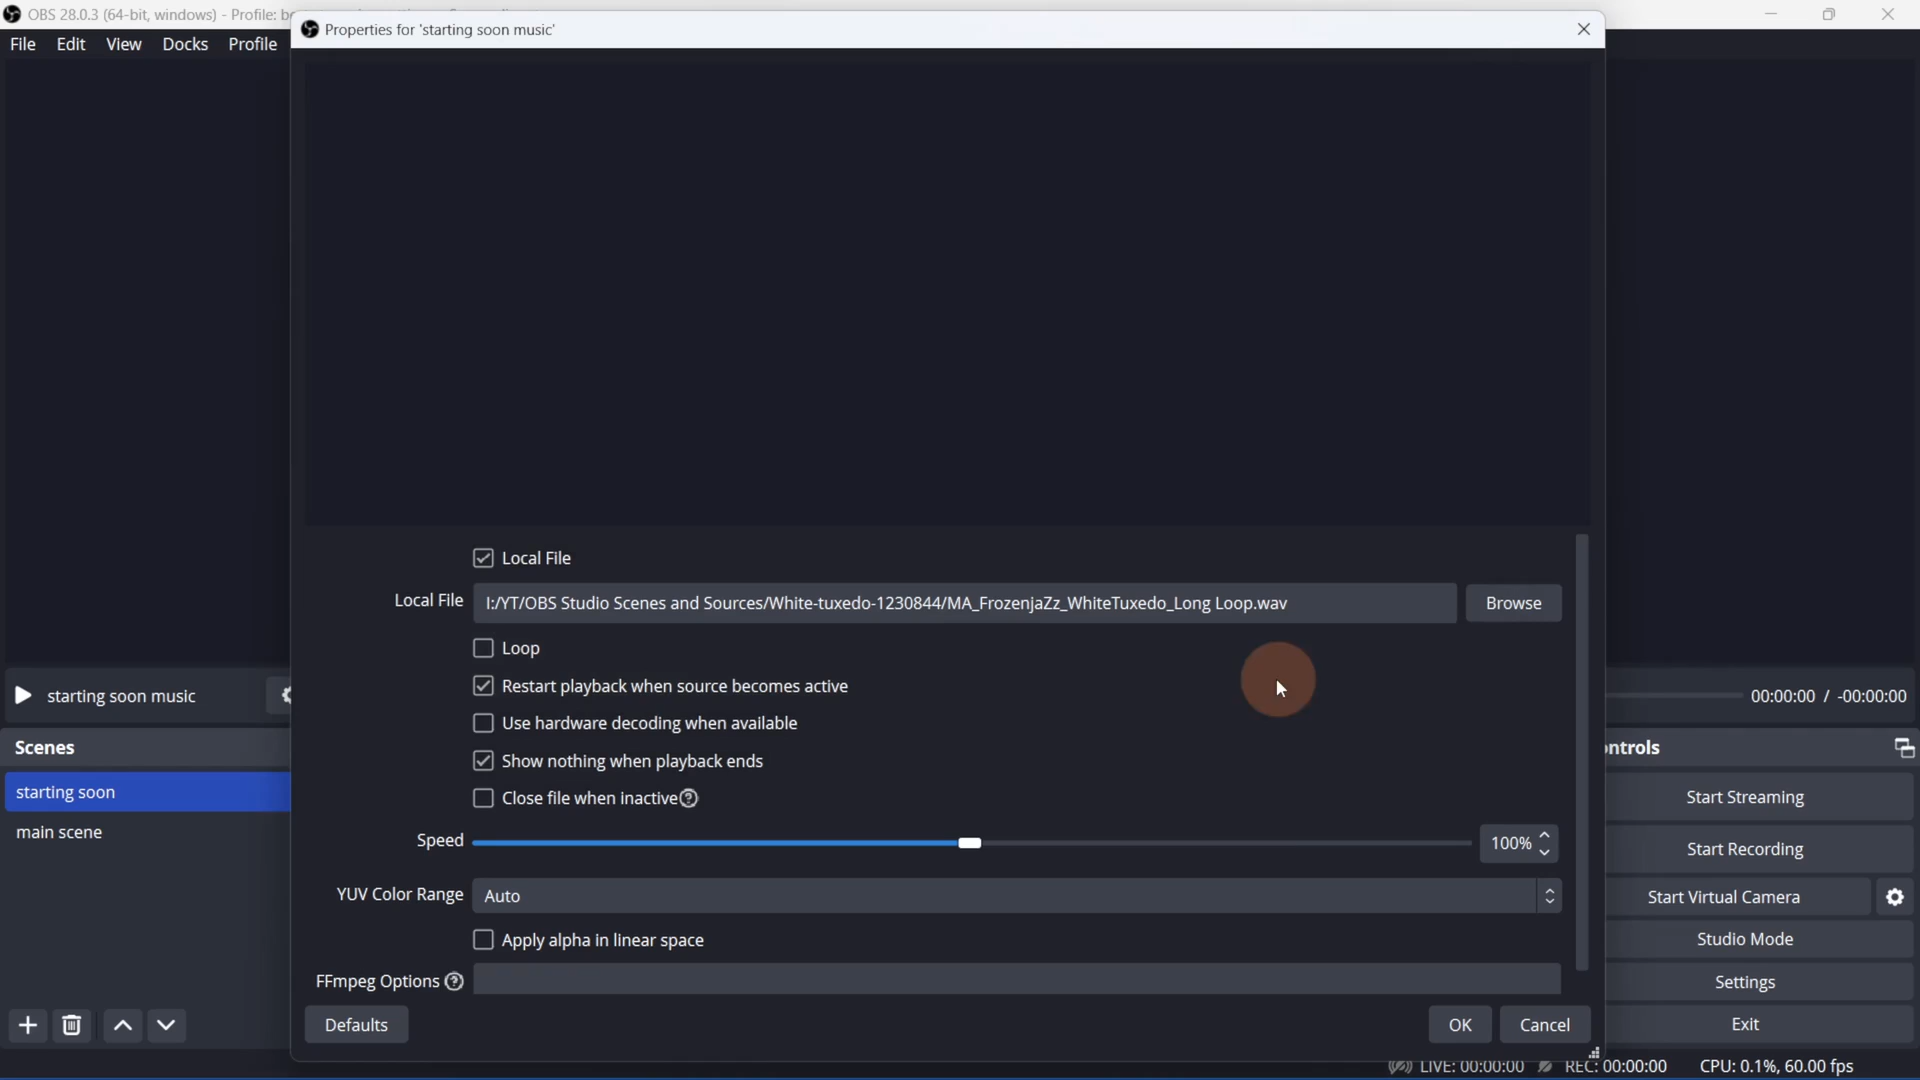 OBS 28.0.3 (64-bit, windows) - Profile:
Properties for 'starting soon music'
File Edit View Docks Profile
Local File
Local File I:/YT/OBS Studio Scenes and Sources/White-tuxedo-1230844/MA_FrozenjaZz_WhiteTuxedo_Long Loop.wav Browse
Loop
Restart playback when source becomes active
starting soon music 00:00:00 / -00:00:00
Use hardware decoding when available
Scenes ntrols
Show nothing when playback ends
starting soon
Close file when inactive
Start Streaming
main scene
Speed 100%
Start Recording
YUV Color Range Auto
Start Virtual Camera
Apply alpha in linear space
Studio Mode
FFmpeg Options
Settings
Defaults OK Cancel
Exit
LIVE: 00:00:00 REC: 00:00:00 CPU: 0.1%, 60.00 fps